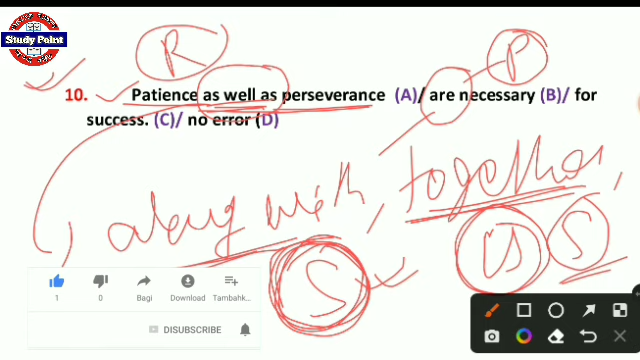 Study Point
R
P
10. Patience as well as perseverance (A)/ are necessary (B)/ for
success. (C)/ no error (D)
along with, together,
S
S
1
0
Bagi
Download
Tambahk..
DISUBSCRIBE